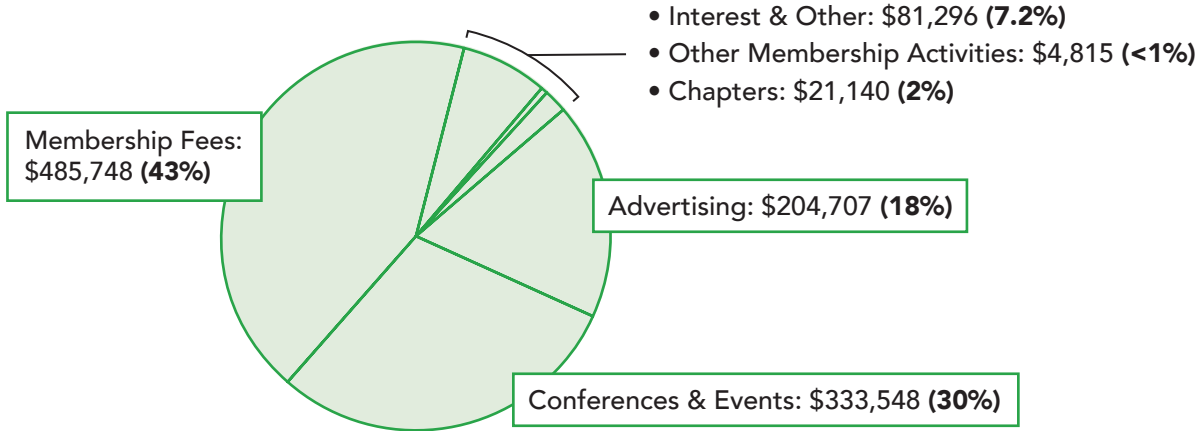 • Interest & Other: $81,296 (7.2%)
• Other Membership Activities: $4,815 (<1%)
• Chapters: $21,140 (2%)
Membership Fees:
$485,748 (43%)
Advertising: $204,707 (18%)
Conferences & Events: $333,548 (30%)